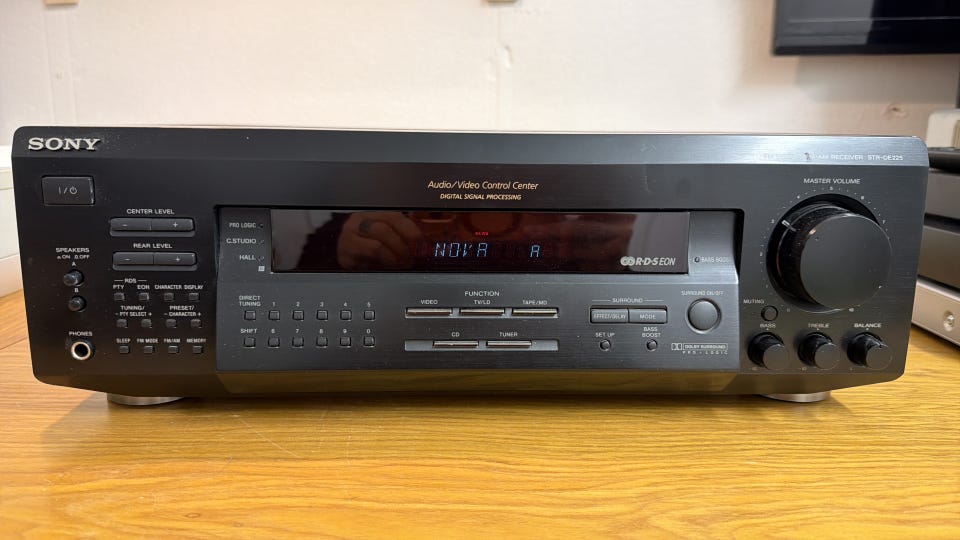 SONY
AM RECEIVER STR-DE225
I/⏻
Audio/Video Control Center
DIGITAL SIGNAL PROCESSING
MASTER VOLUME
CENTER LEVEL
- +
REAR LEVEL
- +
SPEAKERS
ON OFF
A
B
RDS
PTY EON CHARACTER DISPLAY
TUNING/
- PTY SELECT +
PRESET/
- CHARACTER +
PHONES
SLEEP FM MODE FM/AM MEMORY
PRO LOGIC
C.STUDIO
HALL
NOVA A
R·D·S EON
BASS BOOST
DIRECT
TUNING
1 2 3 4 5
SHIFT
6 7 8 9 0
FUNCTION
VIDEO TV/LD TAPE/MD
CD TUNER
SURROUND
EFFECT/DELAY MODE
SURROUND ON/OFF
SET UP
BASS
BOOST
DOLBY SURROUND
PRO·LOGIC
MUTING
0 10
BASS TREBLE BALANCE